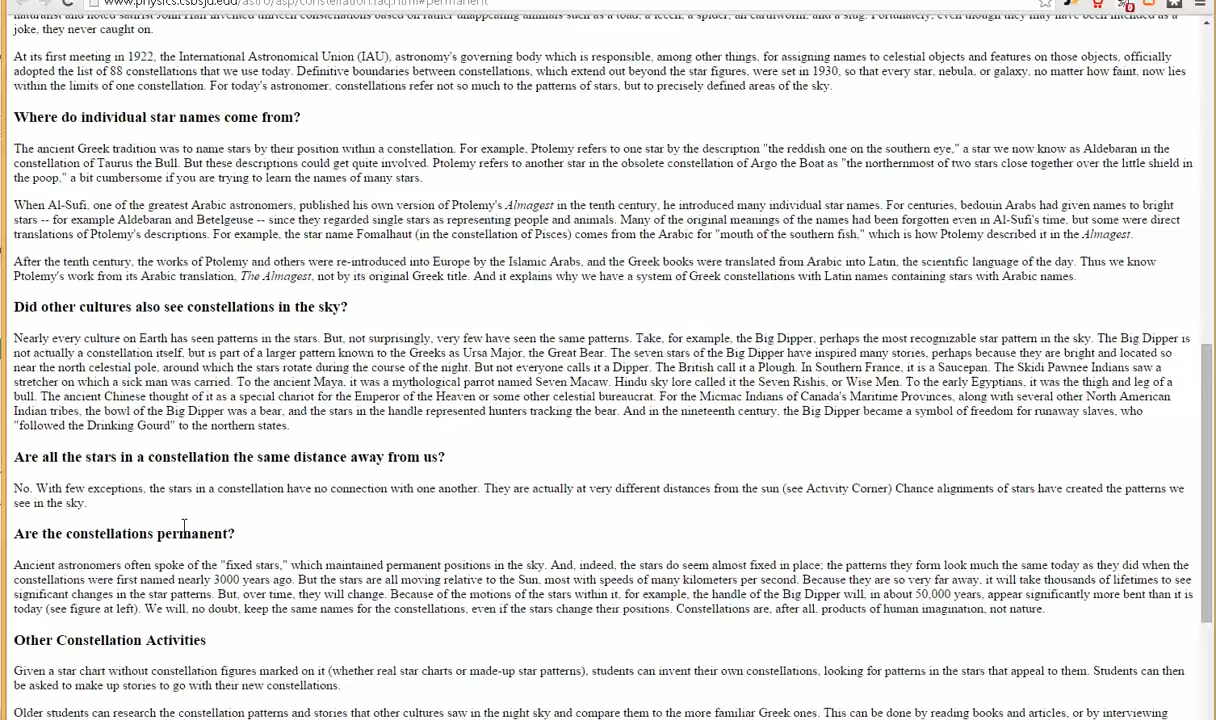 www.physics.csbsju.edu/astro/asp/constellation.faq.html#permanent
naturalist and noted satirist John Hill invented thirteen constellations based on rather unappealing animals such as a toad, a leech, a spider, an earthworm, and a slug. Fortunately, even though they may have been intended as a
joke, they never caught on.
At its first meeting in 1922, the International Astronomical Union (IAU), astronomy's governing body which is responsible, among other things, for assigning names to celestial objects and features on those objects, officially
adopted the list of 88 constellations that we use today. Definitive boundaries between constellations, which extend out beyond the star figures, were set in 1930, so that every star, nebula, or galaxy, no matter how faint, now lies
within the limits of one constellation. For today's astronomer, constellations refer not so much to the patterns of stars, but to precisely defined areas of the sky.
Where do individual star names come from?
The ancient Greek tradition was to name stars by their position within a constellation. For example, Ptolemy refers to one star by the description "the reddish one on the southern eye," a star we now know as Aldebaran in the
constellation of Taurus the Bull. But these descriptions could get quite involved. Ptolemy refers to another star in the obsolete constellation of Argo the Boat as "the northernmost of two stars close together over the little shield in
the poop," a bit cumbersome if you are trying to learn the names of many stars.
When Al-Sufi, one of the greatest Arabic astronomers, published his own version of Ptolemy's Almagest in the tenth century, he introduced many individual star names. For centuries, bedouin Arabs had given names to bright
stars -- for example Aldebaran and Betelgeuse -- since they regarded single stars as representing people and animals. Many of the original meanings of the names had been forgotten even in Al-Sufi's time, but some were direct
translations of Ptolemy's descriptions. For example, the star name Fomalhaut (in the constellation of Pisces) comes from the Arabic for "mouth of the southern fish," which is how Ptolemy described it in the Almagest.
After the tenth century, the works of Ptolemy and others were re-introduced into Europe by the Islamic Arabs, and the Greek books were translated from Arabic into Latin, the scientific language of the day. Thus we know
Ptolemy's work from its Arabic translation, The Almagest, not by its original Greek title. And it explains why we have a system of Greek constellations with Latin names containing stars with Arabic names.
Did other cultures also see constellations in the sky?
Nearly every culture on Earth has seen patterns in the stars. But, not surprisingly, very few have seen the same patterns. Take, for example, the Big Dipper, perhaps the most recognizable star pattern in the sky. The Big Dipper is
not actually a constellation itself, but is part of a larger pattern known to the Greeks as Ursa Major, the Great Bear. The seven stars of the Big Dipper have inspired many stories, perhaps because they are bright and located so
near the north celestial pole, around which the stars rotate during the course of the night. But not everyone calls it a Dipper. The British call it a Plough. In Southern France, it is a Saucepan. The Skidi Pawnee Indians saw a
stretcher on which a sick man was carried. To the ancient Maya, it was a mythological parrot named Seven Macaw. Hindu sky lore called it the Seven Rishis, or Wise Men. To the early Egyptians, it was the thigh and leg of a
bull. The ancient Chinese thought of it as a special chariot for the Emperor of the Heaven or some other celestial bureaucrat. For the Micmac Indians of Canada's Maritime Provinces, along with several other North American
Indian tribes, the bowl of the Big Dipper was a bear, and the stars in the handle represented hunters tracking the bear. And in the nineteenth century, the Big Dipper became a symbol of freedom for runaway slaves, who
"followed the Drinking Gourd" to the northern states.
Are all the stars in a constellation the same distance away from us?
No. With few exceptions, the stars in a constellation have no connection with one another. They are actually at very different distances from the sun (see Activity Corner) Chance alignments of stars have created the patterns we
see in the sky.
Are the constellations permanent?
Ancient astronomers often spoke of the "fixed stars," which maintained permanent positions in the sky. And, indeed, the stars do seem almost fixed in place; the patterns they form look much the same today as they did when the
constellations were first named nearly 3000 years ago. But the stars are all moving relative to the Sun, most with speeds of many kilometers per second. Because they are so very far away, it will take thousands of lifetimes to see
significant changes in the star patterns. But, over time, they will change. Because of the motions of the stars within it, for example, the handle of the Big Dipper will, in about 50,000 years, appear significantly more bent than it is
today (see figure at left). We will, no doubt, keep the same names for the constellations, even if the stars change their positions. Constellations are, after all, products of human imagination, not nature.
Other Constellation Activities
Given a star chart without constellation figures marked on it (whether real star charts or made-up star patterns), students can invent their own constellations, looking for patterns in the stars that appeal to them. Students can then
be asked to make up stories to go with their new constellations.
Older students can research the constellation patterns and stories that other cultures saw in the night sky and compare them to the more familiar Greek ones. This can be done by reading books and articles, or by interviewing